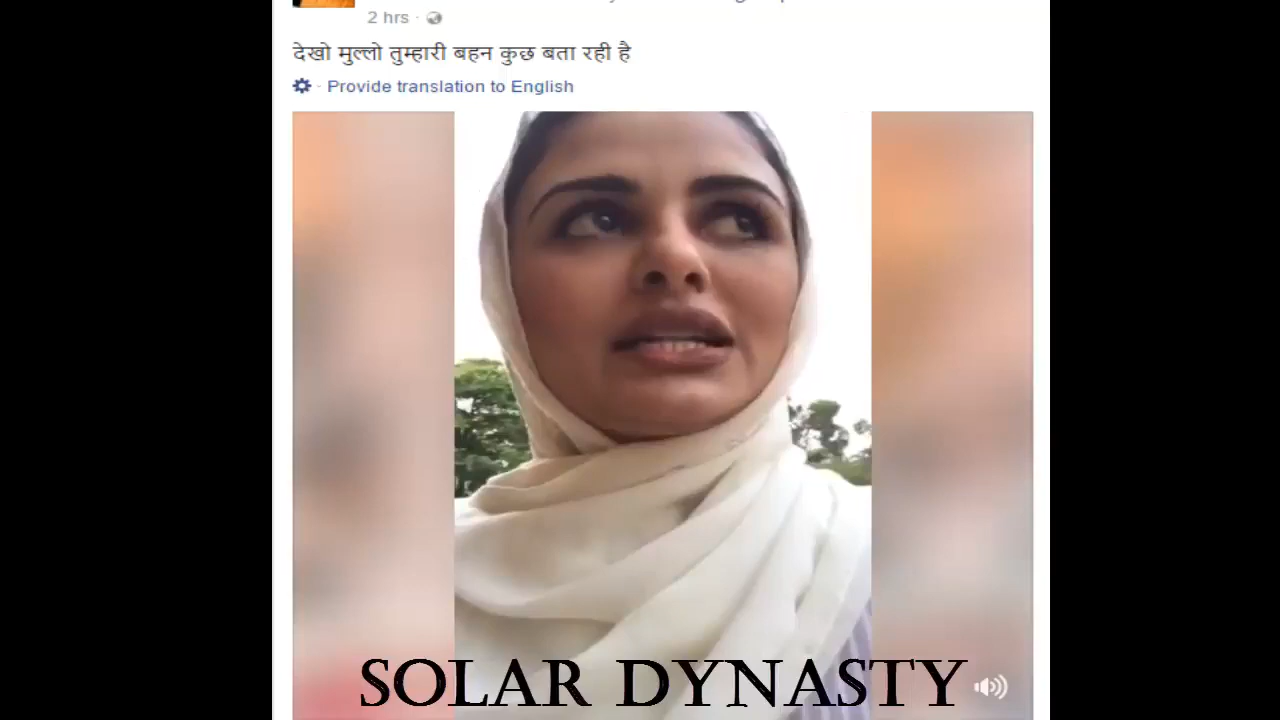 2 hrs ·
देखो मुल्लो तुम्हारी बहन कुछ बता रही है
· Provide translation to English
SOLAR DYNASTY